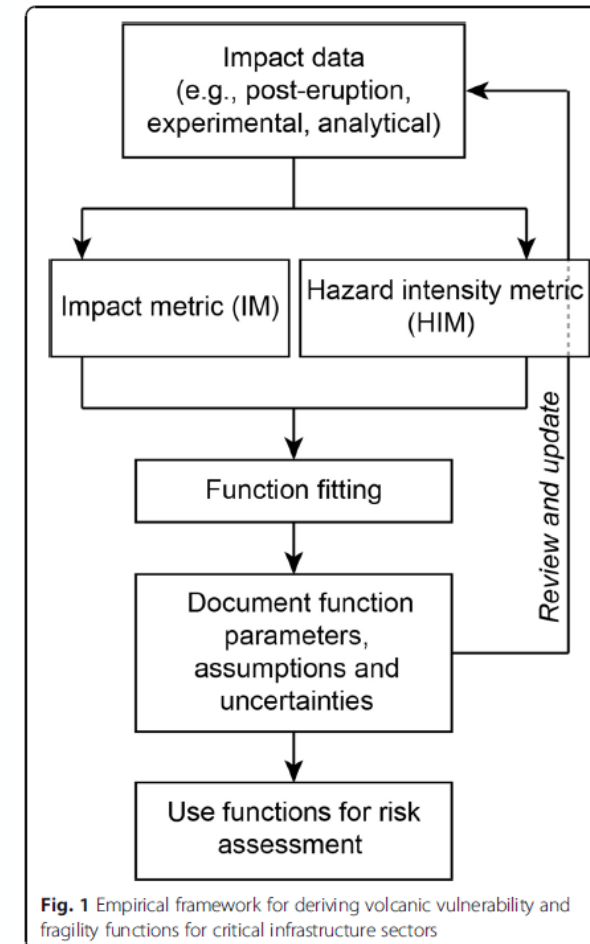 Impact data
(e.g., post-eruption,
experimental, analytical)
Impact metric (IM)
Hazard intensity metric
(HIM)
Function fitting
Document function
parameters,
assumptions and
uncertainties
Review and update
Use functions for risk
assessment
Fig. 1 Empirical framework for deriving volcanic vulnerability and
fragility functions for critical infrastructure sectors